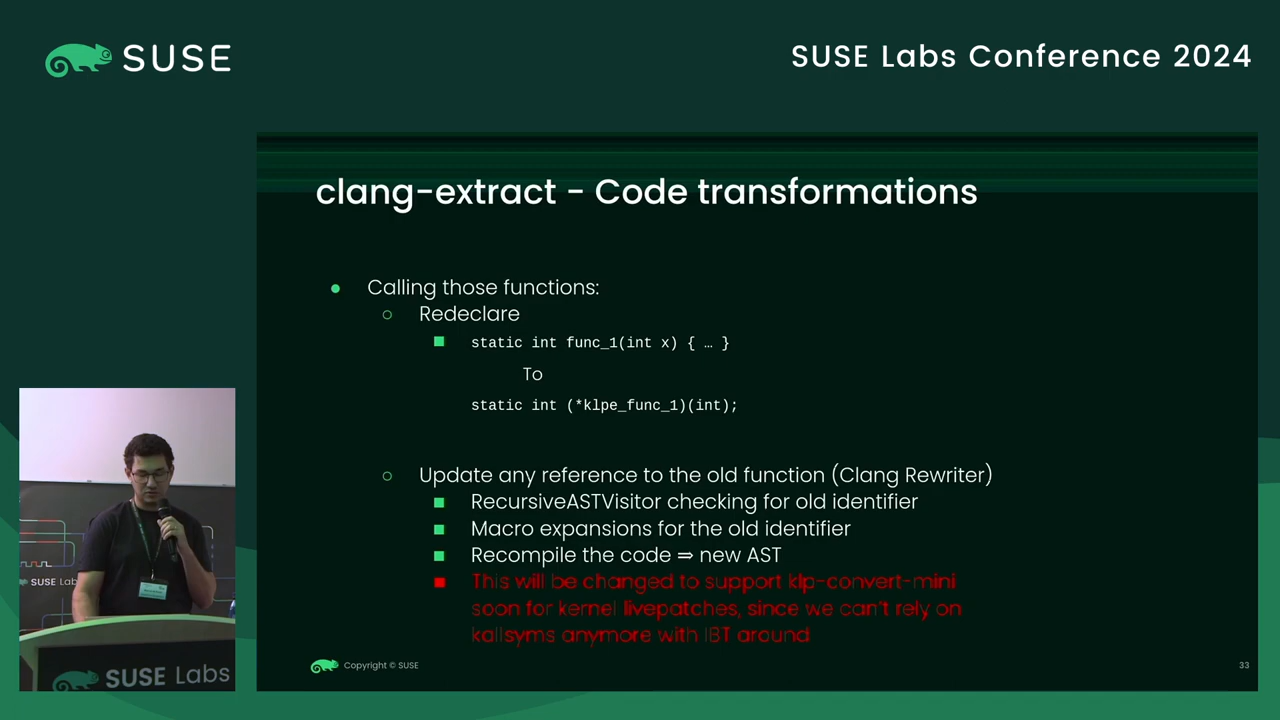 SUSE
SUSE Labs Conference 2024
clang-extract - Code transformations
● Calling those functions:
○ Redeclare
■ static int func_1(int x) { … }
To
static int (*klpe_func_1)(int);
○ Update any reference to the old function (Clang Rewriter)
■ RecursiveASTVisitor checking for old identifier
■ Macro expansions for the old identifier
■ Recompile the code ⇒ new AST
■ This will be changed to support klp-convert-mini
soon for kernel livepatches, since we can't rely on
kallsyms anymore with IBT around
Copyright © SUSE
33
SUSE Labs
SUSE Labs